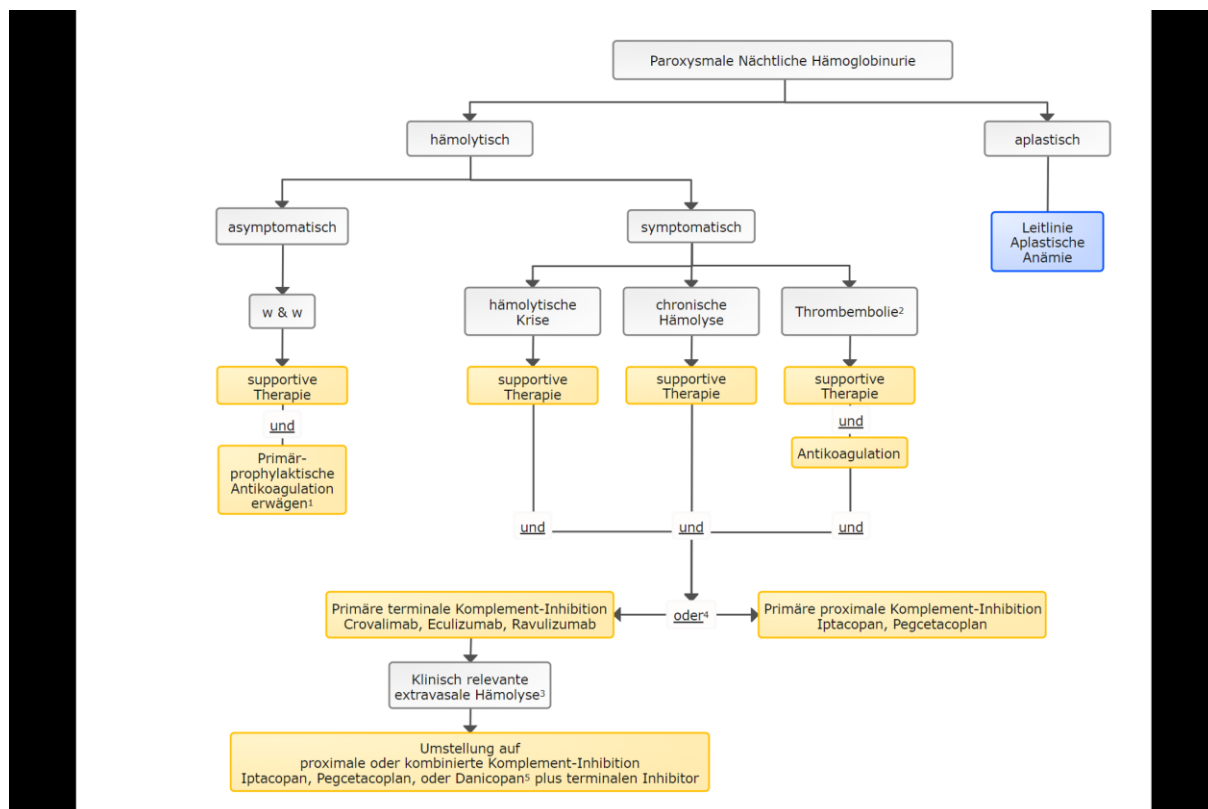 Paroxysmale Nächtliche Hämoglobinurie
hämolytisch
aplastisch
asymptomatisch
symptomatisch
Leitlinie
Aplastische
Anämie
w & w
hämolytische
Krise
chronische
Hämolyse
Thrombembolie²
supportive
Therapie
supportive
Therapie
supportive
Therapie
supportive
Therapie
und
und
Primär-
prophylaktische
Antikoagulation
erwägen¹
Antikoagulation
und
und
und
Primäre terminale Komplement-Inhibition
Crovalimab, Eculizumab, Ravulizumab
oder⁴
Primäre proximale Komplement-Inhibition
Iptacopan, Pegcetacoplan
Klinisch relevante
extravasale Hämolyse³
Umstellung auf
proximale oder kombinierte Komplement-Inhibition
Iptacopan, Pegcetacoplan, oder Danicopan⁵ plus terminalen Inhibitor